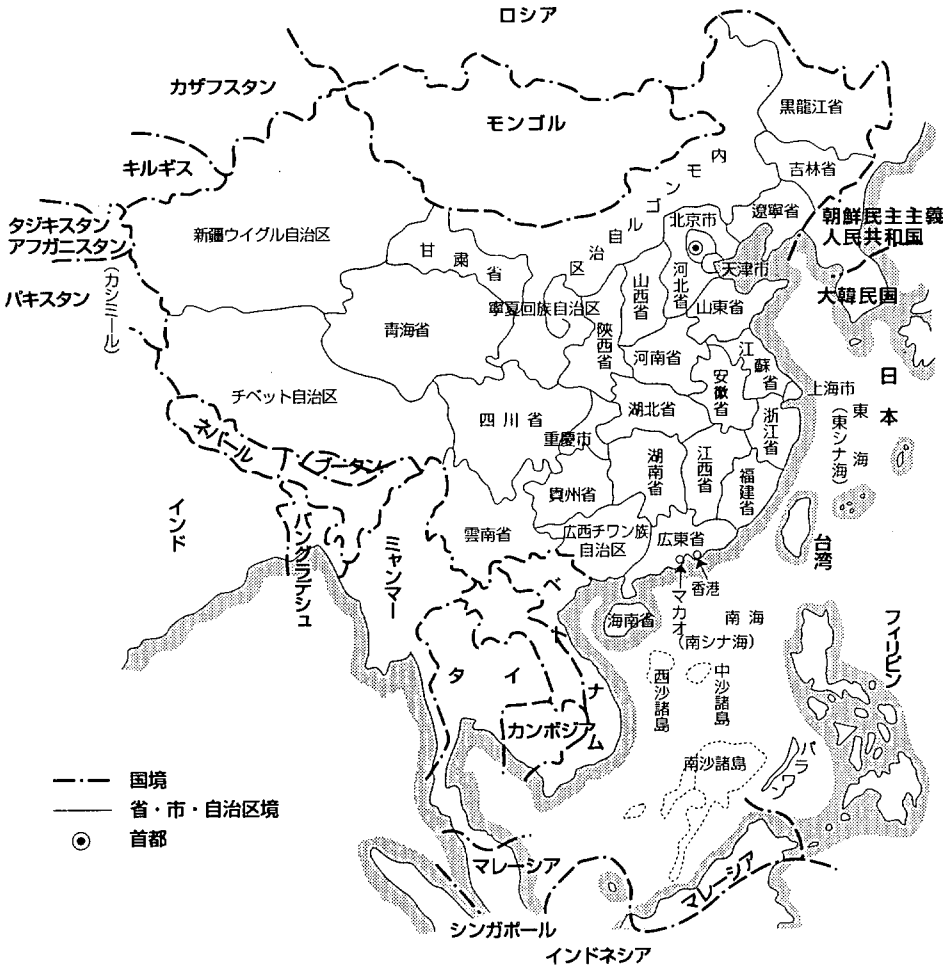 ロシア
カザフスタン
モンゴル
黒龍江省
内モンゴル自治区
吉林省
キルギス
遼寧省
北京市
朝鮮民主主義
人民共和国
タジキスタン
アフガニスタン
新疆ウイグル自治区
甘粛省
天津市
河北省
山西省
パキスタン
(カシミール)
大韓民国
寧夏回族自治区
山東省
青海省
陝西省
河南省
江蘇省
安徽省
上海市
日本
チベット自治区
四川省
重慶市
湖北省
浙江省
東海
(東シナ海)
ネパール
ブータン
湖南省
江西省
福建省
貴州省
インド
バングラデシュ
ミャンマー
雲南省
広西チワン族
自治区
広東省
台湾
香港
マカオ
ベトナム
海南省
南海
(南シナ海)
フィリピン
タイ
西沙諸島
中沙諸島
カンボジア
南沙諸島
パラワン
国境
省・市・自治区境
首都
マレーシア
マレーシア
シンガポール
インドネシア